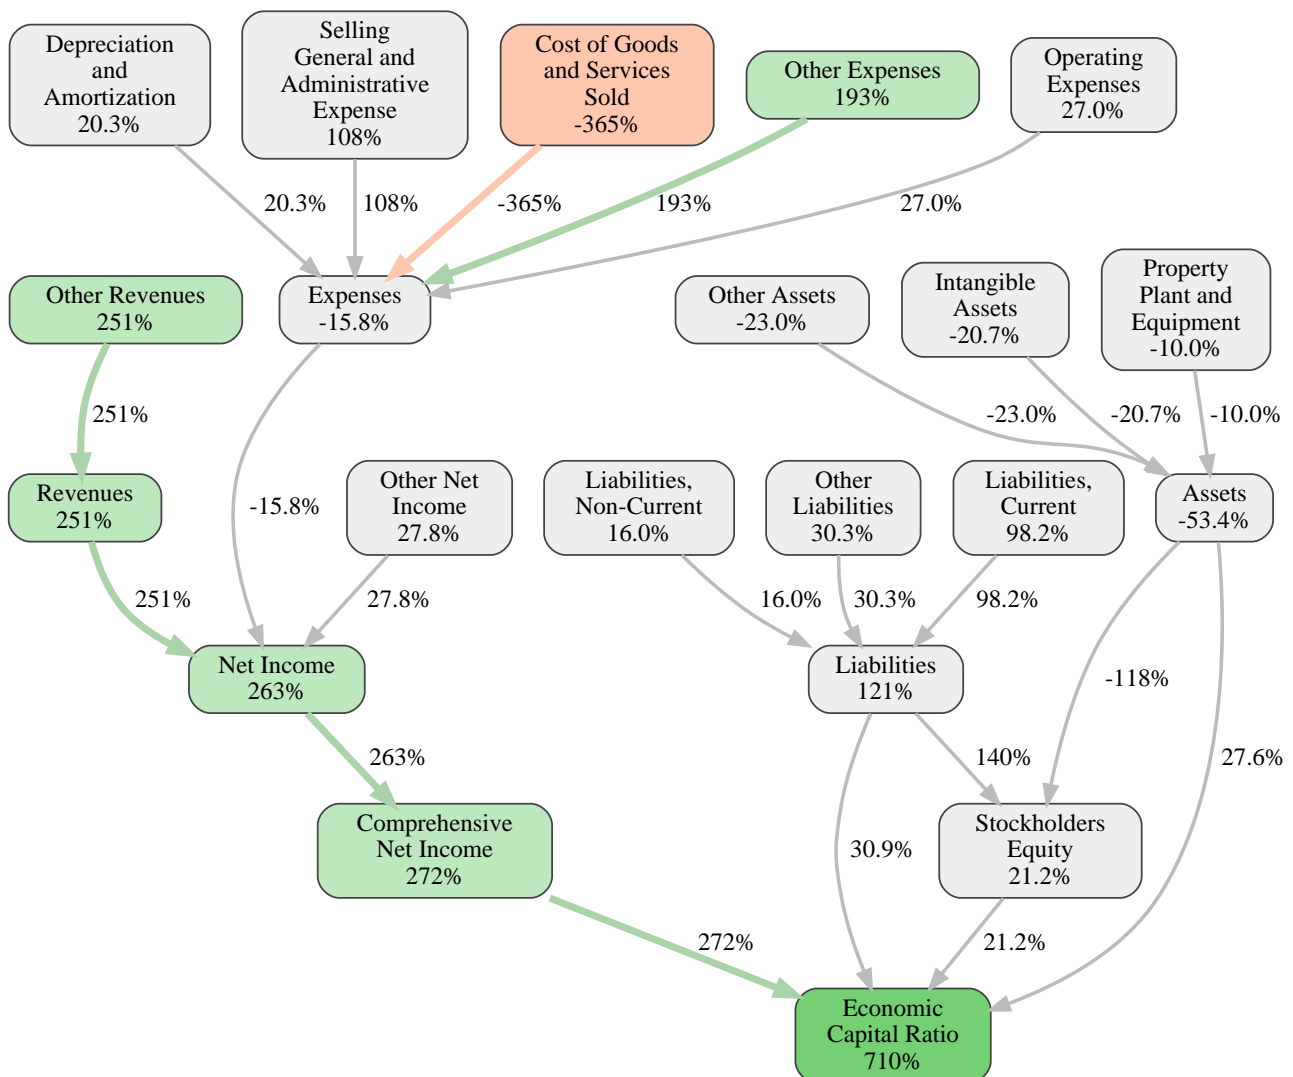 Depreciation
and
Amortization
20.3%
Selling
General and
Administrative
Expense
108%
Cost of Goods
and Services
Sold
-365%
Other Expenses
193%
Operating
Expenses
27.0%
20.3%
108%
-365%
193%
27.0%
Other Revenues
251%
Expenses
-15.8%
Other Assets
-23.0%
Intangible
Assets
-20.7%
Property
Plant and
Equipment
-10.0%
251%
-23.0%
-20.7%
-10.0%
Revenues
251%
-15.8%
Other Net
Income
27.8%
Liabilities,
Non-Current
16.0%
Other
Liabilities
30.3%
Liabilities,
Current
98.2%
Assets
-53.4%
251%
27.8%
16.0%
30.3%
98.2%
Net Income
263%
Liabilities
121%
-118%
263%
140%
27.6%
Comprehensive
Net Income
272%
30.9%
Stockholders
Equity
21.2%
272%
21.2%
Economic
Capital Ratio
710%